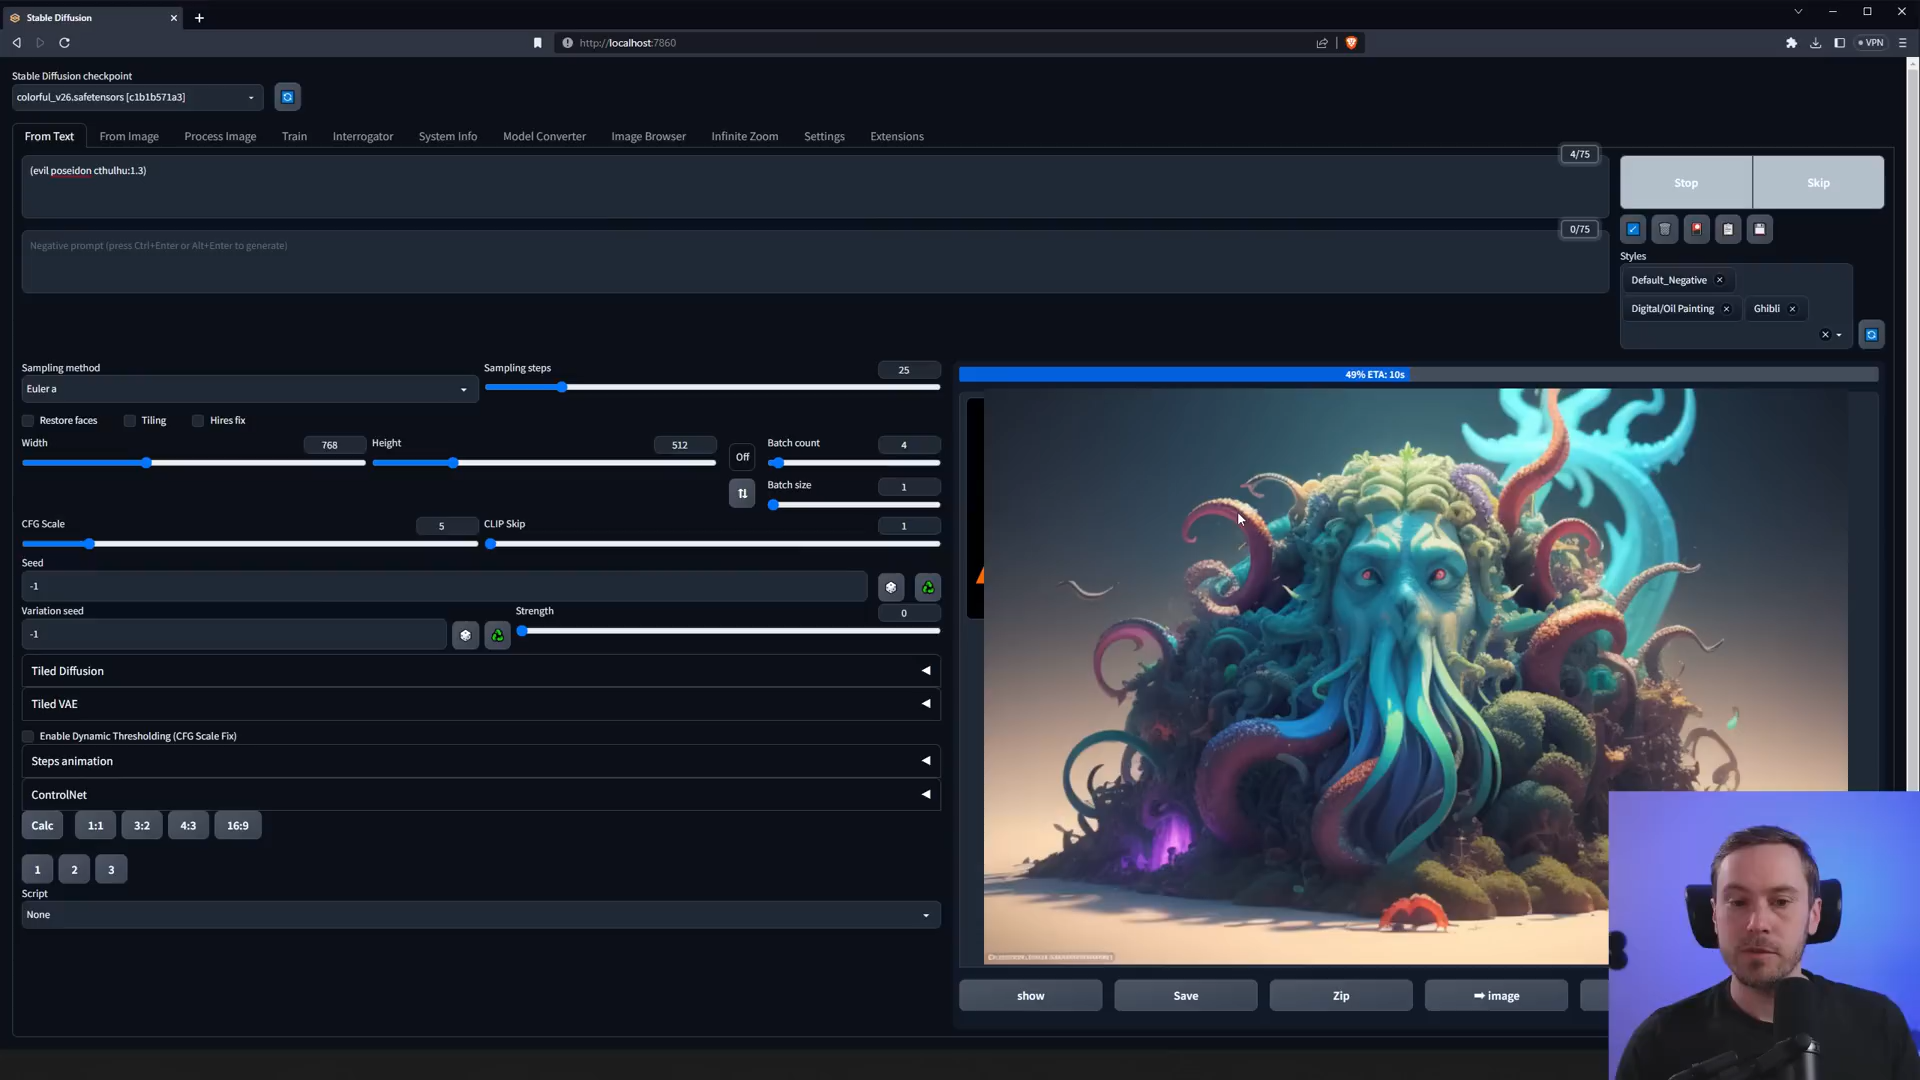 Stable Diffusion
http://localhost:7860
VPN
Stable Diffusion checkpoint
colorful_v26.safetensors [c1b1b571a3]
From Text
From Image
Process Image
Train
Interrogator
System Info
Model Converter
Image Browser
Infinite Zoom
Settings
Extensions
4/75
(evil poseidon cthulhu:1.3)
Stop
Skip
0/75
Negative prompt (press Ctrl+Enter or Alt+Enter to generate)
Styles
Default_Negative
Digital/Oil Painting
Ghibli
Sampling method
Euler a
Sampling steps
25
49% ETA: 10s
Restore faces
Tiling
Hires fix
Width
768
Height
512
Off
Batch count
4
Batch size
1
CFG Scale
5
CLIP Skip
1
Seed
-1
Variation seed
-1
Strength
0
Tiled Diffusion
Tiled VAE
Enable Dynamic Thresholding (CFG Scale Fix)
Steps animation
ControlNet
Calc
1:1
3:2
4:3
16:9
1
2
3
Script
None
show
Save
Zip
➡ image